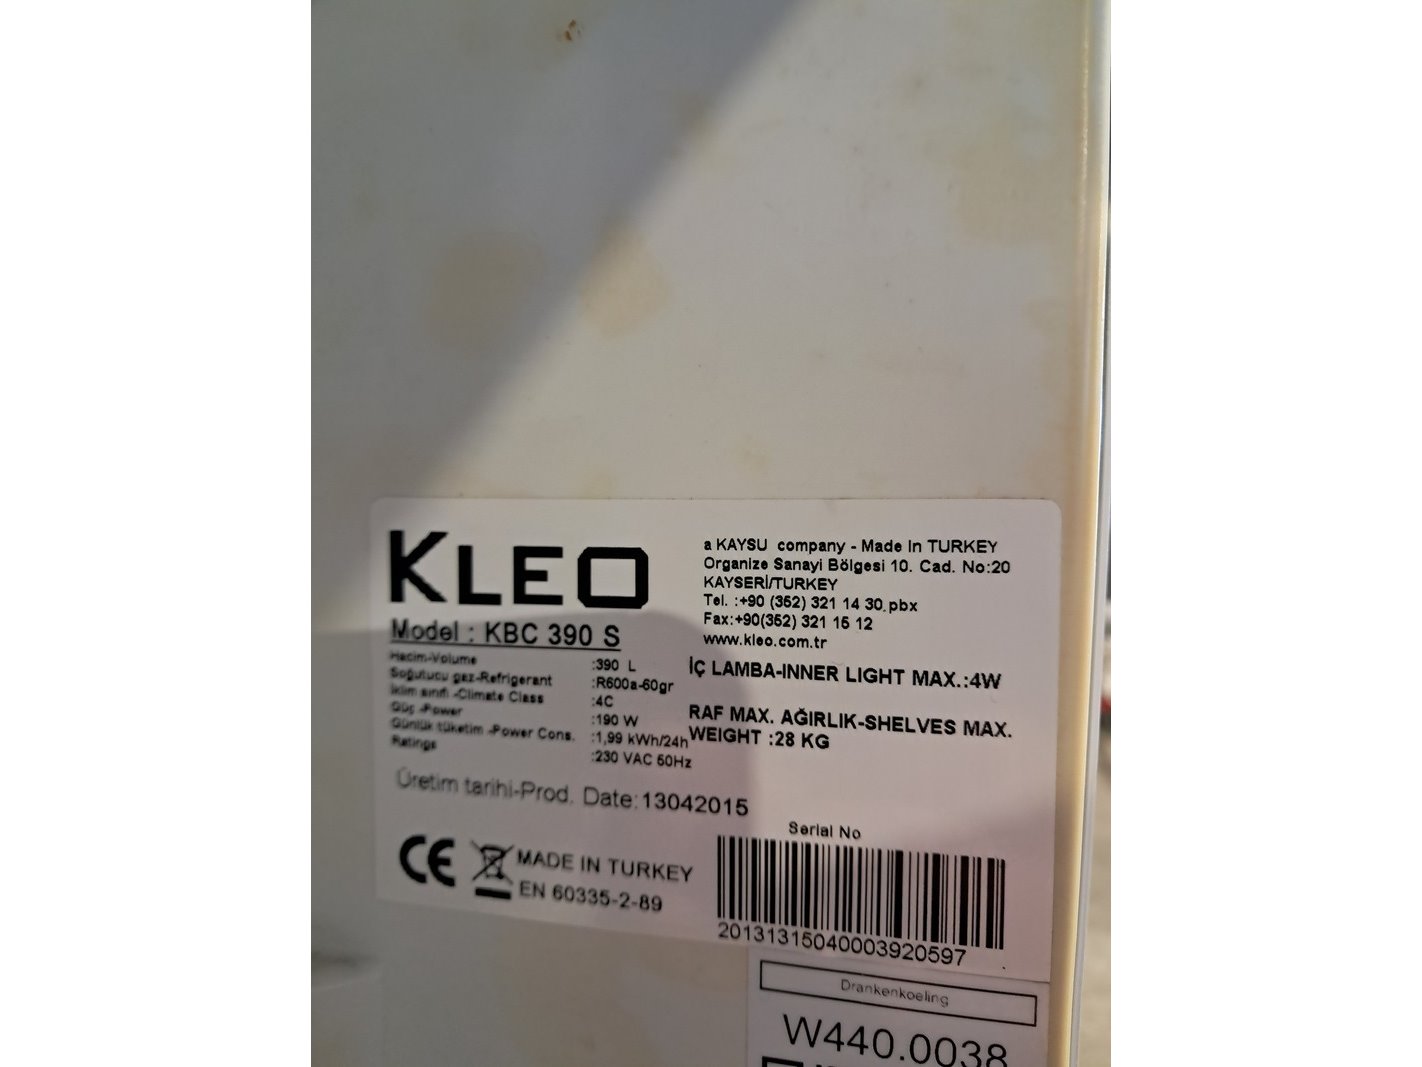 KLEO
Model : KBC 390 S
a KAYSU company - Made In TURKEY
Organize Sanayi Bölgesi 10. Cad. No:20
KAYSERİ/TURKEY
Tel. :+90 (352) 321 14 30.pbx
Fax:+90(352) 321 15 12
www.kleo.com.tr
Hacim-Volume :390 L
Soğutucu gaz-Refrigerant :R600a-60gr
İklim sınıfı -Climate Class :4C
Güç -Power :190 W
Günlük tüketim -Power Cons. :1,99 kWh/24h
Ratings :230 VAC 50Hz
İÇ LAMBA-INNER LIGHT MAX.:4W
RAF MAX. AĞIRLIK-SHELVES MAX.
WEIGHT :28 KG
Üretim tarihi-Prod. Date:13042015
CE MADE IN TURKEY
EN 60335-2-89
Serial No
20131315040003920597
Drankenkoeling
W440.0038